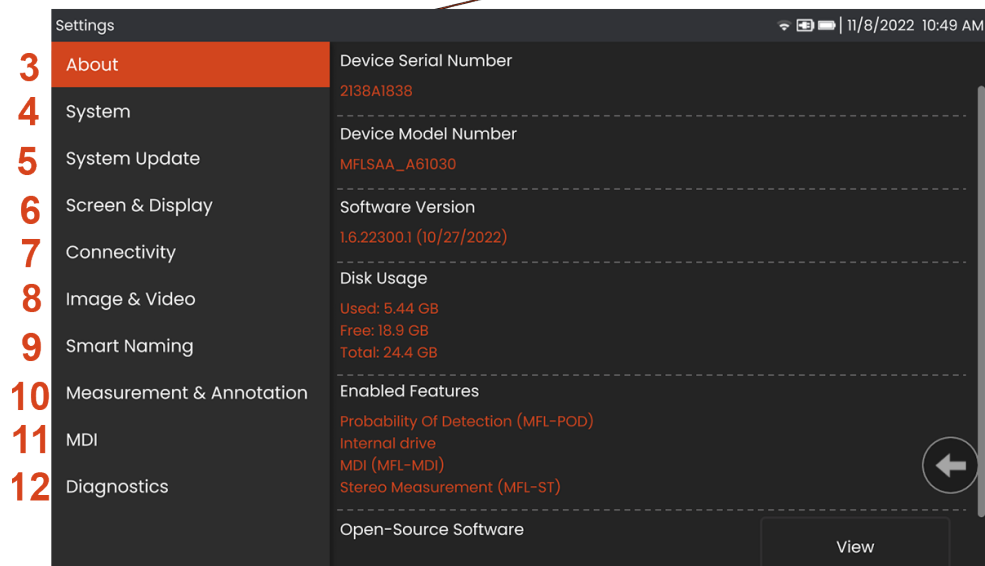 Settings
11/8/2022 10:49 AM
3 About
4 System
5 System Update
6 Screen & Display
7 Connectivity
8 Image & Video
9 Smart Naming
10 Measurement & Annotation
11 MDI
12 Diagnostics
Device Serial Number
2138A1838
Device Model Number
MFLSAA_A61030
Software Version
1.6.22300.1 (10/27/2022)
Disk Usage
Used: 5.44 GB
Free: 18.9 GB
Total: 24.4 GB
Enabled Features
Probability Of Detection (MFL-POD)
Internal drive
MDI (MFL-MDI)
Stereo Measurement (MFL-ST)
Open-Source Software
View